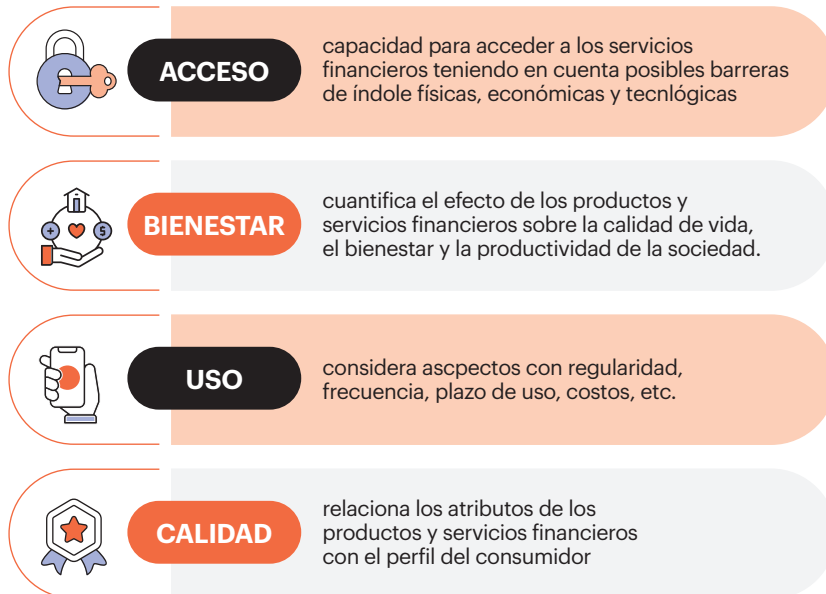 ACCESO
capacidad para acceder a los servicios
financieros teniendo en cuenta posibles barreras
de índole físicas, económicas y tecnlógicas
BIENESTAR
cuantifica el efecto de los productos y
servicios financieros sobre la calidad de vida,
el bienestar y la productividad de la sociedad.
USO
considera ascpectos con regularidad,
frecuencia, plazo de uso, costos, etc.
CALIDAD
relaciona los atributos de los
productos y servicios financieros
con el perfil del consumidor